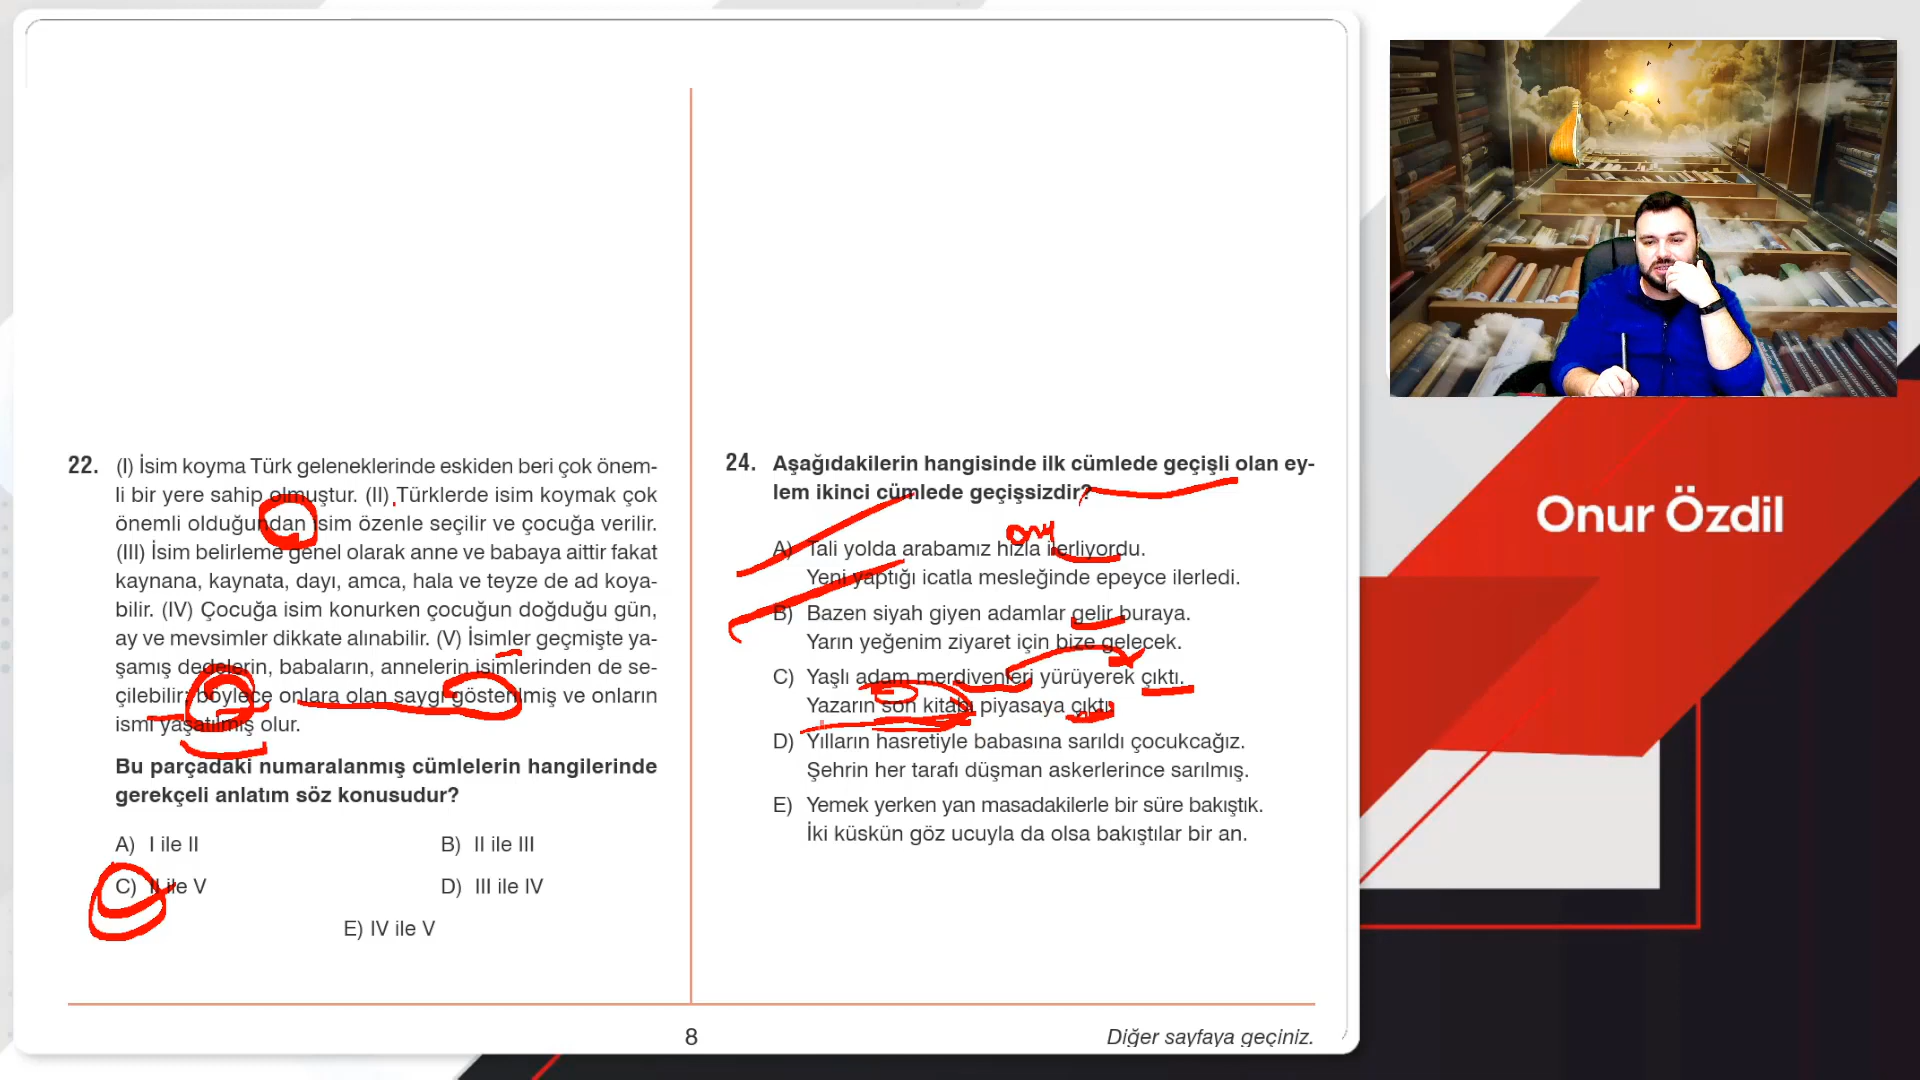 22. (I) İsim koyma Türk geleneklerinde eskiden beri çok önem-
li bir yere sahip olmuştur. (II) Türklerde isim koymak çok
önemli olduğundan isim özenle seçilir ve çocuğa verilir.
(III) İsim belirleme genel olarak anne ve babaya aittir fakat
kaynana, kaynata, dayı, amca, hala ve teyze de ad koya-
bilir. (IV) Çocuğa isim konurken çocuğun doğduğu gün,
ay ve mevsimler dikkate alınabilir. (V) İsimler geçmişte ya-
şamış dedelerin, babaların, annelerin isimlerinden de se-
çilebilir; böylece onlara olan saygı gösterilmiş ve onların
ismi yaşatılmış olur.
Bu parçadaki numaralanmış cümlelerin hangilerinde
gerekçeli anlatım söz konusudur?
A) I ile II
B) II ile III
C) II ile V
D) III ile IV
E) IV ile V
24. Aşağıdakilerin hangisinde ilk cümlede geçişli olan ey-
lem ikinci cümlede geçişsizdir?
onu
A) Tali yolda arabamız hızla ilerliyordu.
Yeni yaptığı icatla mesleğinde epeyce ilerledi.
B) Bazen siyah giyen adamlar gelir buraya.
Yarın yeğenim ziyaret için bize gelecek.
C) Yaşlı adam merdivenleri yürüyerek çıktı.
Yazarın son kitabı piyasaya çıktı.
D) Yılların hasretiyle babasına sarıldı çocukcağız.
Şehrin her tarafı düşman askerlerince sarılmış.
E) Yemek yerken yan masadakilerle bir süre bakıştık.
İki küskün göz ucuyla da olsa bakıştılar bir an.
8
Diğer sayfaya geçiniz.
Onur Özdil